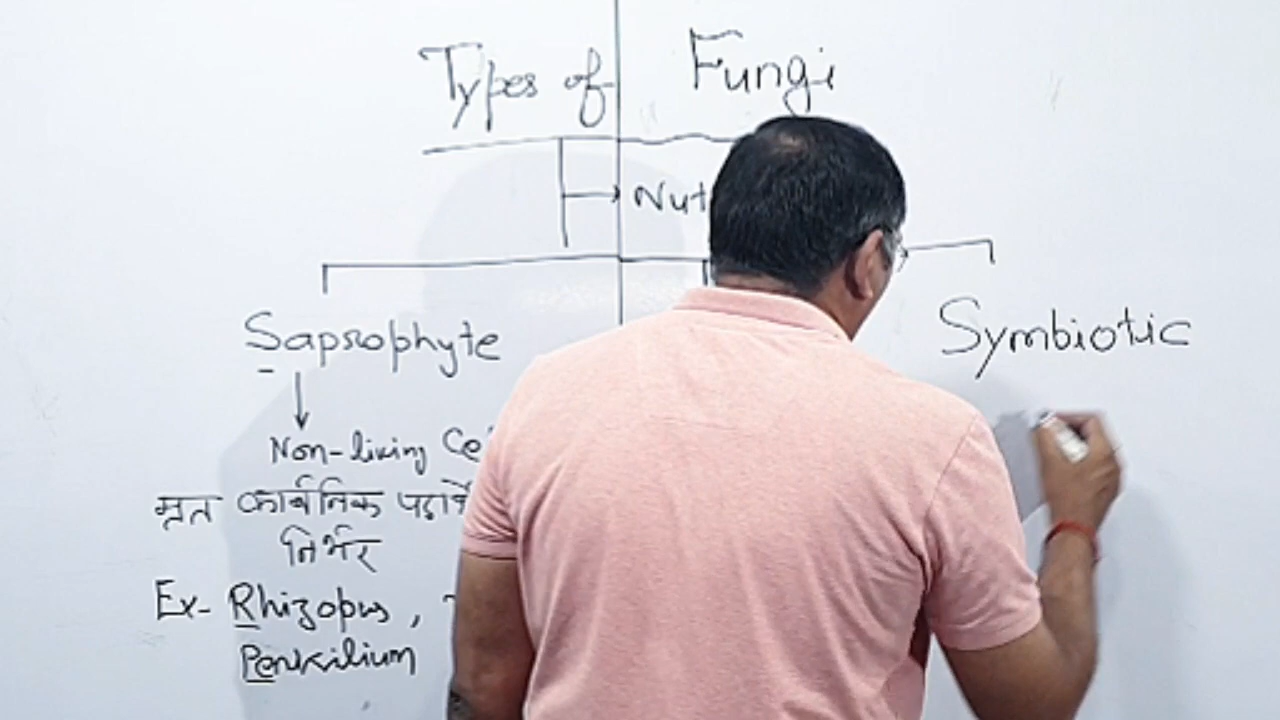 Types of Fungi
Nut
Saprophyte
Symbiotic
Non-living Ce
मृत कार्बनिक पदार्थ
निर्भर
Ex- Rhizopus,
Penicilium